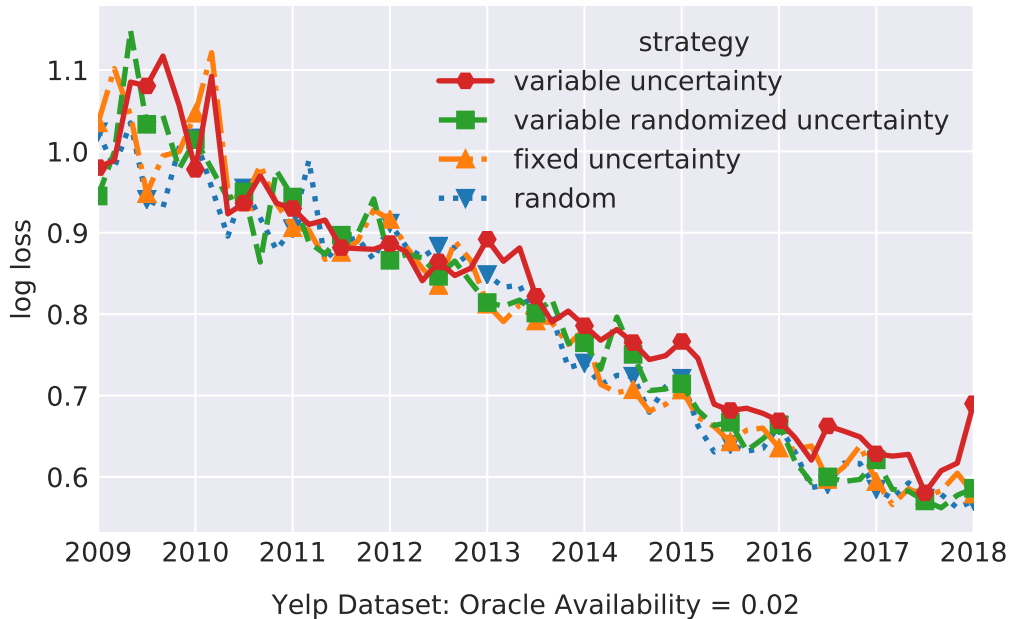 strategy
variable uncertainty
variable randomized uncertainty
fixed uncertainty
random
log loss
1.1
1.0
0.9
0.8
0.7
0.6
2009 2010 2011 2012 2013 2014 2015 2016 2017 2018
Yelp Dataset: Oracle Availability = 0.02